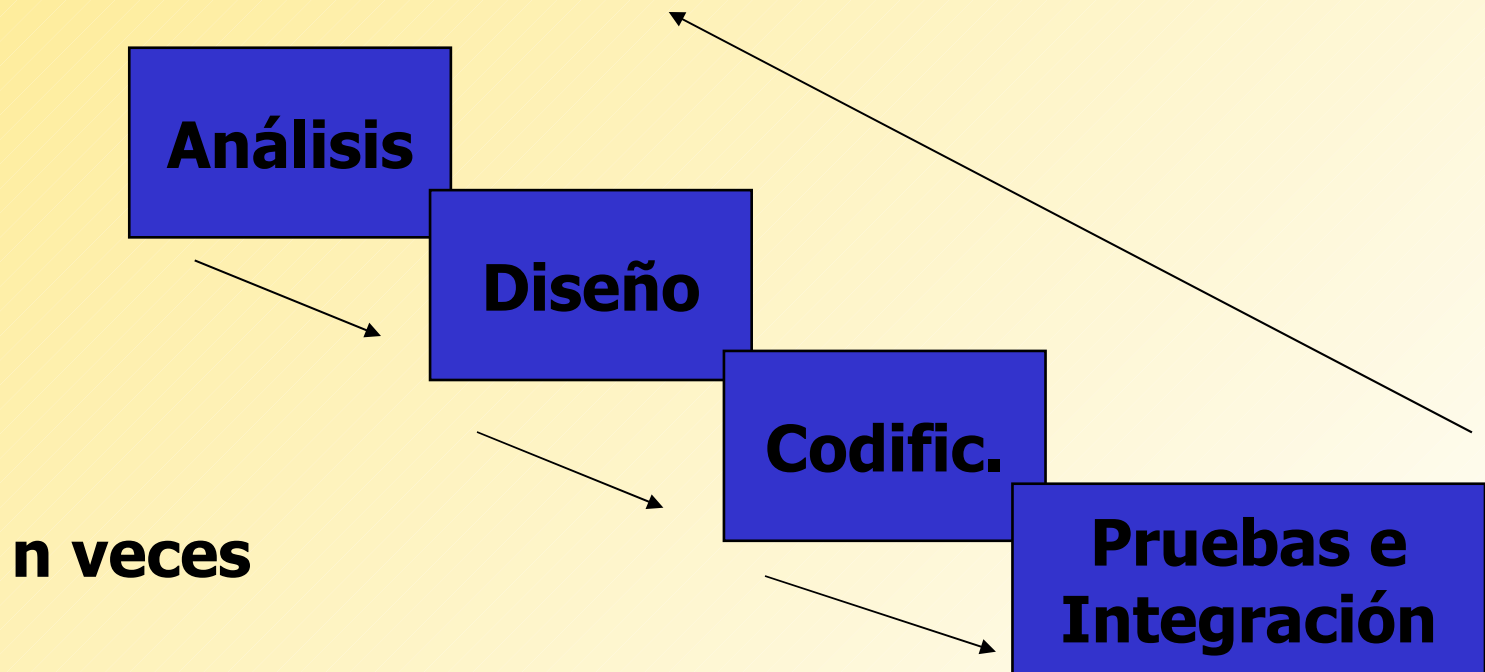 Análisis
Diseño
Codific.
n veces
Pruebas e
Integración